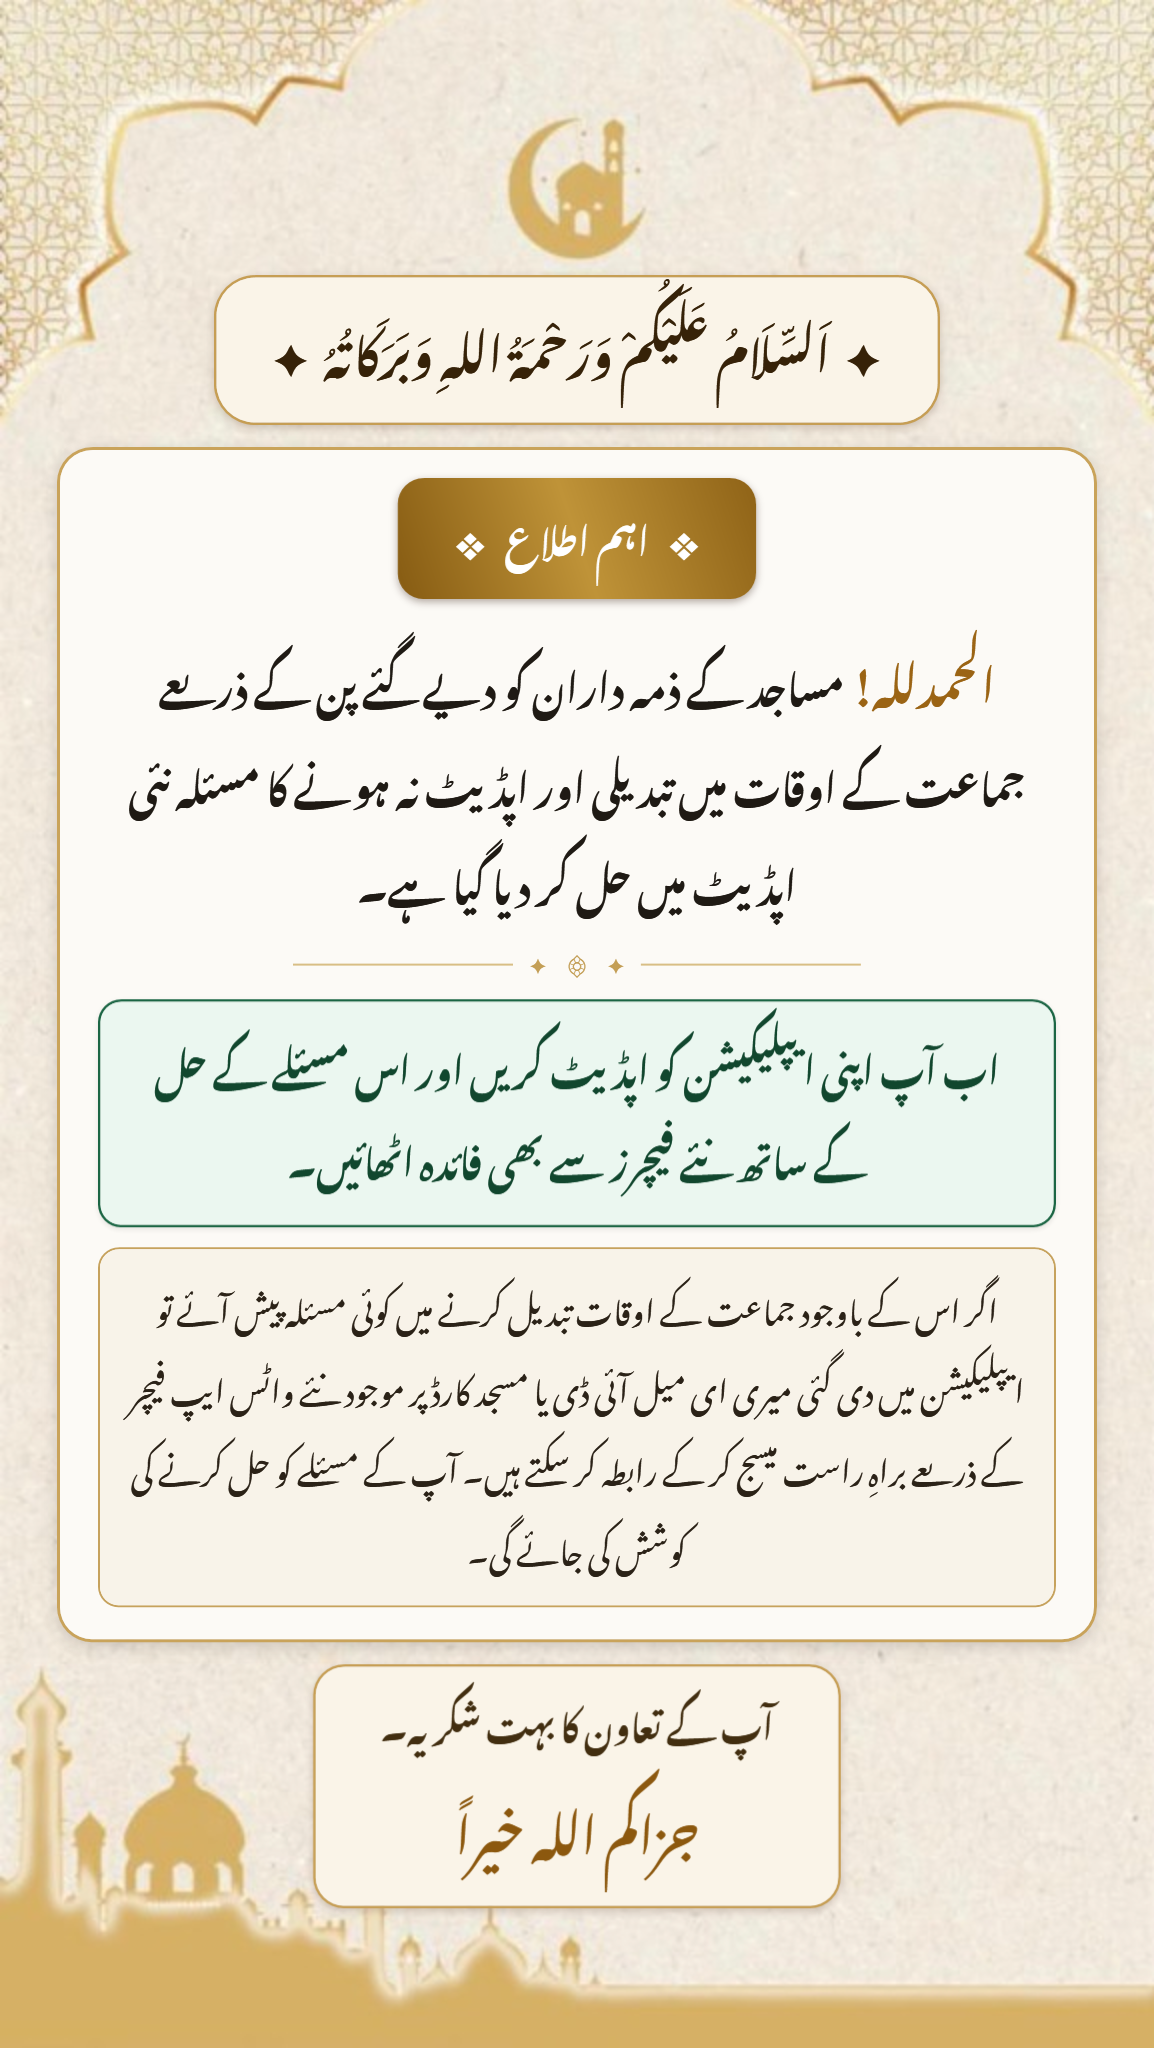 ✦ اَلسَّلَامُ عَلَيْكُمْ وَرَحْمَةُ اللهِ وَبَرَكَاتُهُ ✦
❖ اہم اطلاع ❖
الحمدللہ! مساجد کے ذمہ داران کو دیے گئے پن کے ذریعے
جماعت کے اوقات میں تبدیلی اور اپڈیٹ نہ ہونے کا مسئلہ نئی
اپڈیٹ میں حل کر دیا گیا ہے۔
اب آپ اپنی ایپلیکیشن کو اپڈیٹ کریں اور اس مسئلے کے حل
کے ساتھ نئے فیچرز سے بھی فائدہ اٹھائیں۔
اگر اس کے باوجود جماعت کے اوقات تبدیل کرنے میں کوئی مسئلہ پیش آئے تو
ایپلیکیشن میں دی گئی میری ای میل آئی ڈی یا مسجد کارڈ پر موجود نئے واٹس ایپ فیچر
کے ذریعے براہِ راست میسج کر کے رابطہ کر سکتے ہیں۔ آپ کے مسئلے کو حل کرنے کی
کوشش کی جائے گی۔
آپ کے تعاون کا بہت شکریہ۔
جزاکم اللہ خیراً